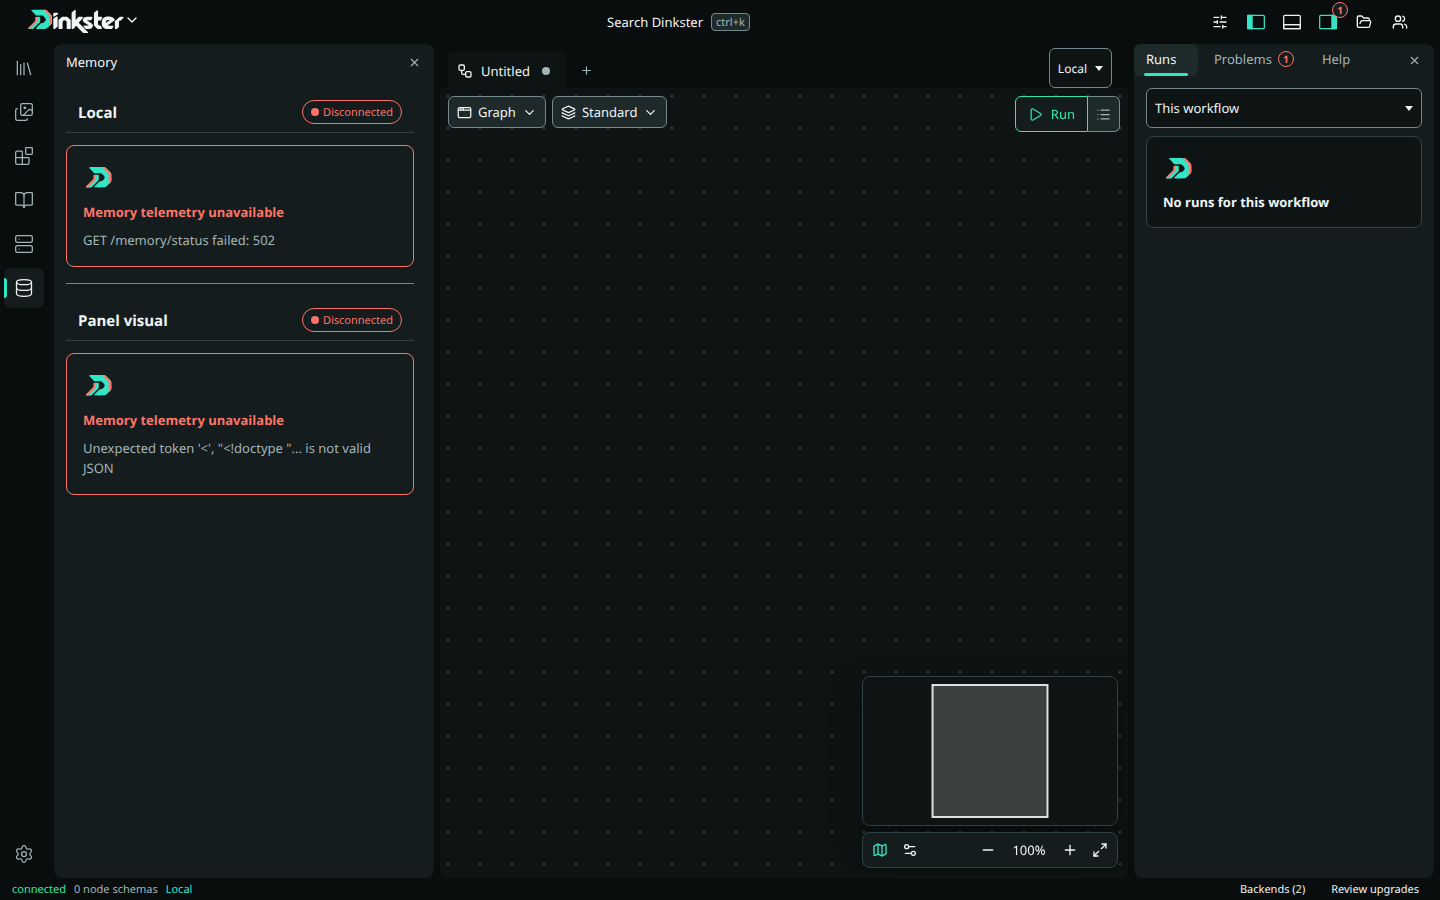 Dinkster
Search Dinkster ctrl+k
1
Memory
Local
Disconnected
Memory telemetry unavailable
GET /memory/status failed: 502
Panel visual
Disconnected
Memory telemetry unavailable
Unexpected token '<', "<!doctype "... is not valid
JSON
Untitled
Local
Graph
Standard
Run
100%
Runs
Problems 1
Help
This workflow
No runs for this workflow
connected 0 node schemas Local
Backends (2) Review upgrades